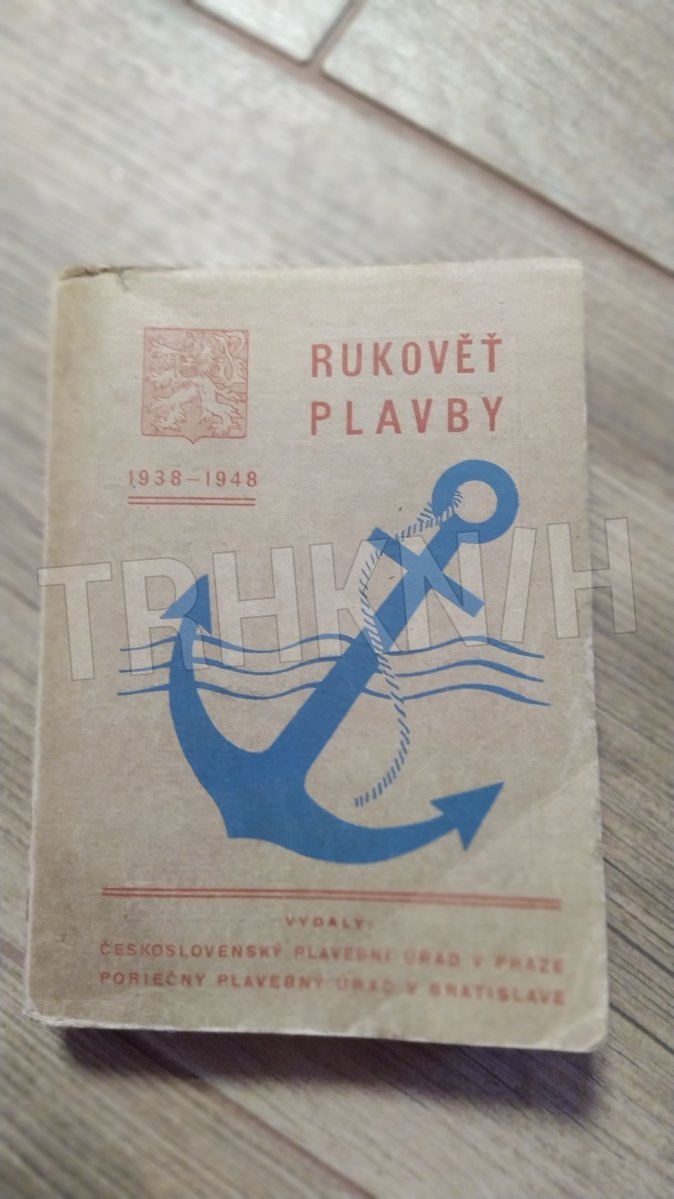 RUKOVĚŤ
PLAVBY
1938-1948
TRHKNIH
VYDALY:
ČESKOSLOVENSKÝ PLAVEBNÍ ÚŘAD V PRAZE
PORIEČNY PLAVEBNÝ ÚRAD V BRATISLAVE